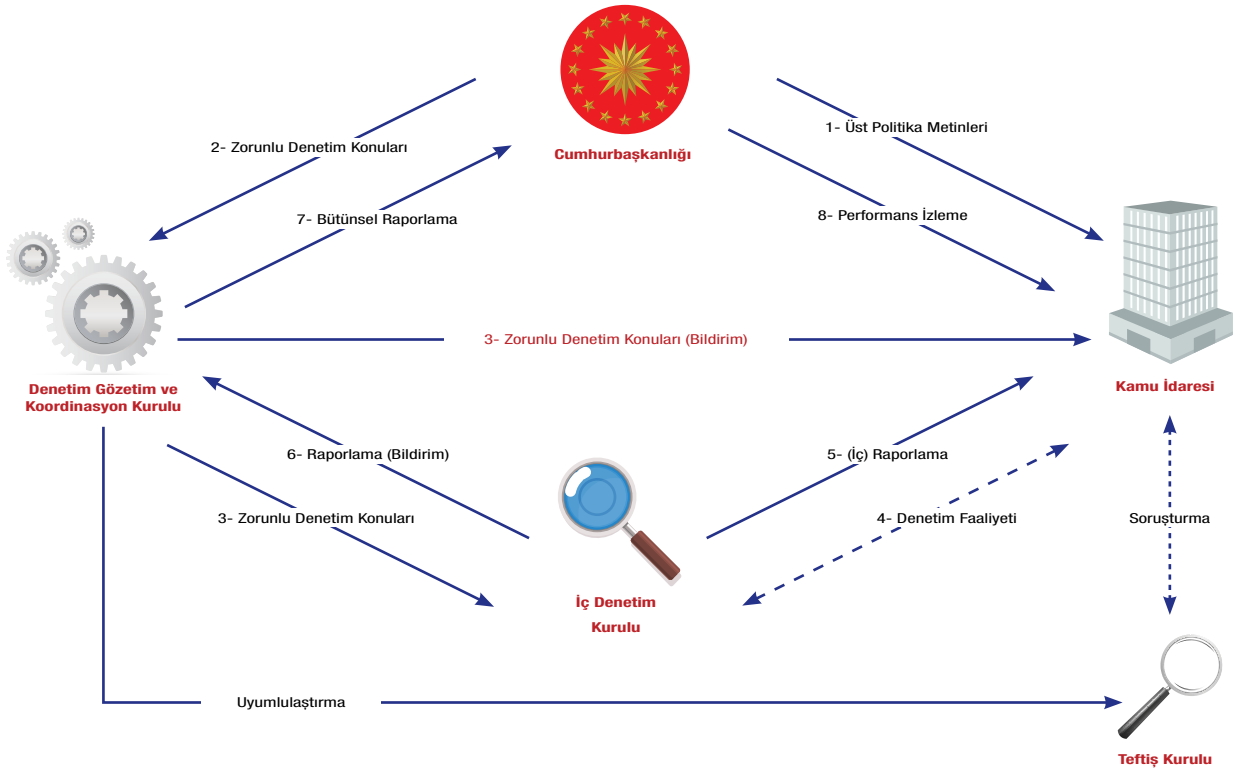 Cumhurbaşkanlığı
1- Üst Politika Metinleri
2- Zorunlu Denetim Konuları
7- Bütünsel Raporlama
8- Performans İzleme
3- Zorunlu Denetim Konuları (Bildirim)
Denetim Gözetim ve
Koordinasyon Kurulu
Kamu İdaresi
6- Raporlama (Bildirim)
5- (İç) Raporlama
3- Zorunlu Denetim Konuları
4- Denetim Faaliyeti
Soruşturma
İç Denetim
Kurulu
Uyumlulaştırma
Teftiş Kurulu